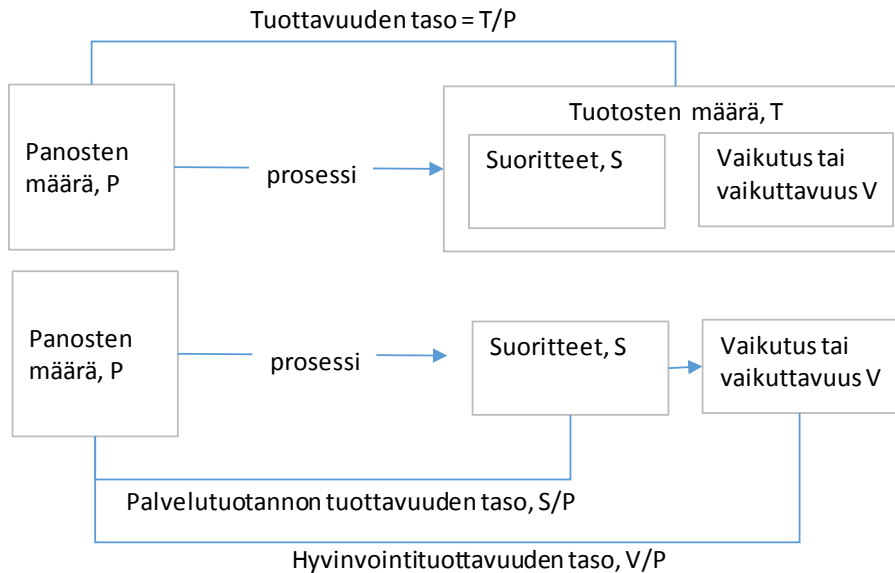 Tuottavuuden taso = T/P
Tuotosten määrä, T
Panosten
määrä, P
prosessi
Suoritteet, S
Vaikutus tai
vaikuttavuus V
Panosten
määrä, P
prosessi
Suoritteet, S
Vaikutus tai
vaikuttavuus V
Palvelutuotannon tuottavuuden taso, S/P
Hyvinvointituottavuuden taso, V/P